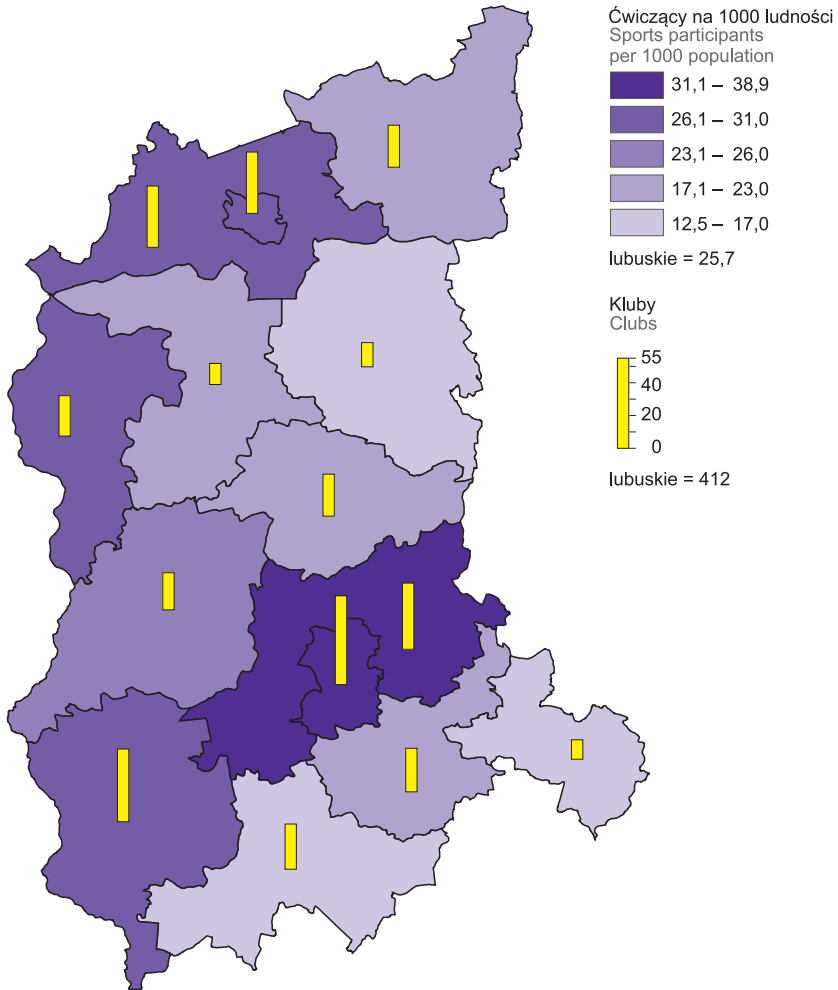 Ćwiczący na 1000 ludności
Sports participants
per 1000 population
31,1 – 38,9
26,1 – 31,0
23,1 – 26,0
17,1 – 23,0
12,5 – 17,0
lubuskie = 25,7
Kluby
Clubs
55
40
20
0
lubuskie = 412